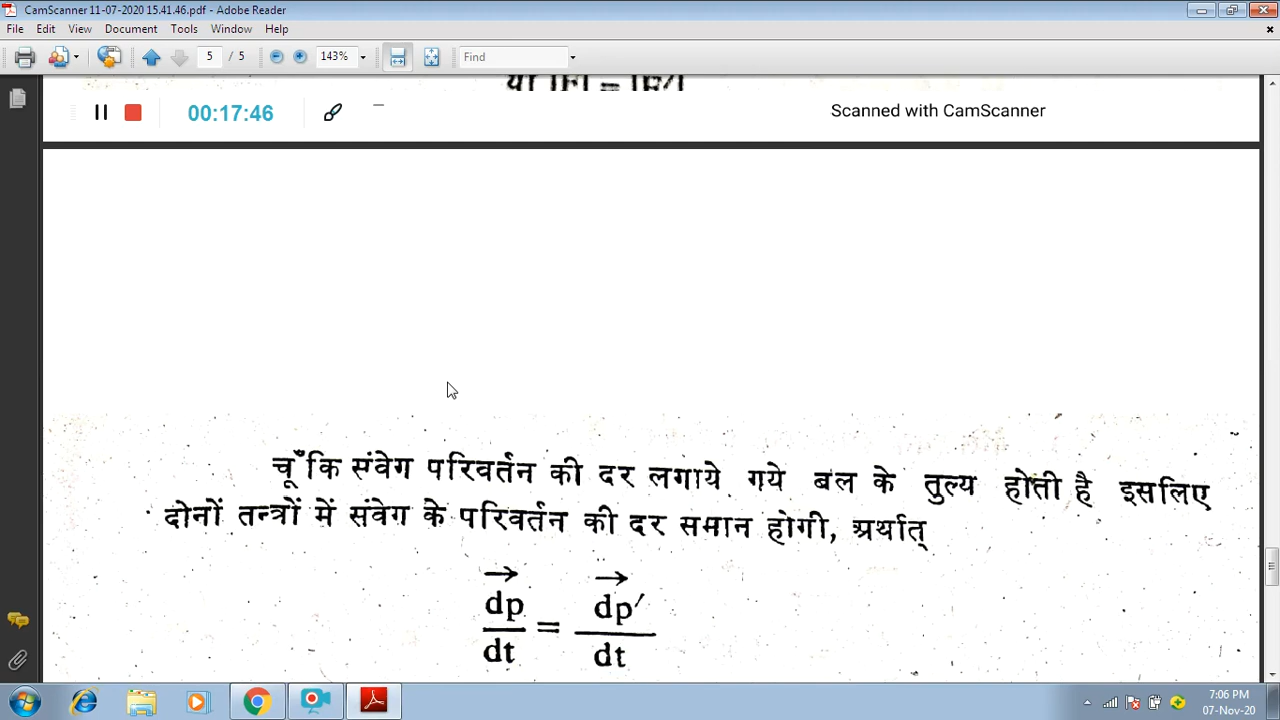 CamScanner 11-07-2020 15.41.46.pdf - Adobe Reader
File Edit View Document Tools Window Help
5 / 5 143% Find
00:17:46
Scanned with CamScanner
चूँकि संवेग परिवर्तन की दर लगाये गये बल के तुल्य होती है इसलिए
दोनों तन्त्रों में संवेग के परिवर्तन की दर समान होगी, अर्थात्
→ →
dp = dp′
dt dt
7:06 PM
07-Nov-20